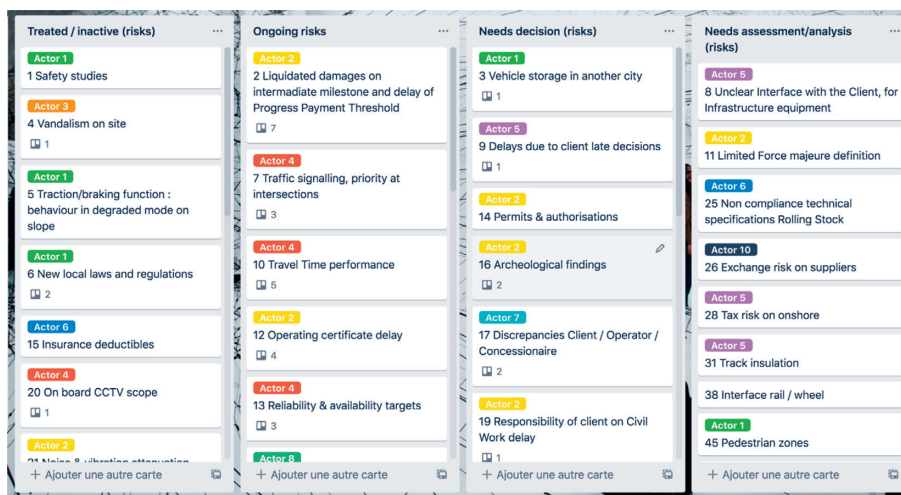 Treated / inactive (risks)
Actor 1
1 Safety studies
Actor 3
4 Vandalism on site
1
Actor 1
5 Traction/braking function :
behaviour in degraded mode on
slope
Actor 1
6 New local laws and regulations
2
Actor 6
15 Insurance deductibles
Actor 4
20 On board CCTV scope
1
Actor 2
21 Noise & vibration attenuation
+ Ajouter une autre carte
Ongoing risks
Actor 2
2 Liquidated damages on
intermadiate milestone and delay of
Progress Payment Threshold
7
Actor 4
7 Traffic signalling, priority at
intersections
3
Actor 4
10 Travel Time performance
5
Actor 2
12 Operating certificate delay
4
Actor 4
13 Reliability & availability targets
3
Actor 8
+ Ajouter une autre carte
Needs decision (risks)
Actor 1
3 Vehicle storage in another city
1
Actor 5
9 Delays due to client late decisions
1
Actor 2
14 Permits & authorisations
Actor 2
16 Archeological findings
2
Actor 7
17 Discrepancies Client / Operator /
Concessionaire
2
Actor 2
19 Responsibility of client on Civil
Work delay
1
+ Ajouter une autre carte
Needs assessment/analysis
(risks)
Actor 5
8 Unclear Interface with the Client, for
Infrastructure equipment
Actor 2
11 Limited Force majeure definition
Actor 6
25 Non compliance technical
specifications Rolling Stock
Actor 10
26 Exchange risk on suppliers
Actor 5
28 Tax risk on onshore
Actor 5
31 Track insulation
38 Interface rail / wheel
Actor 1
45 Pedestrian zones
+ Ajouter une autre carte